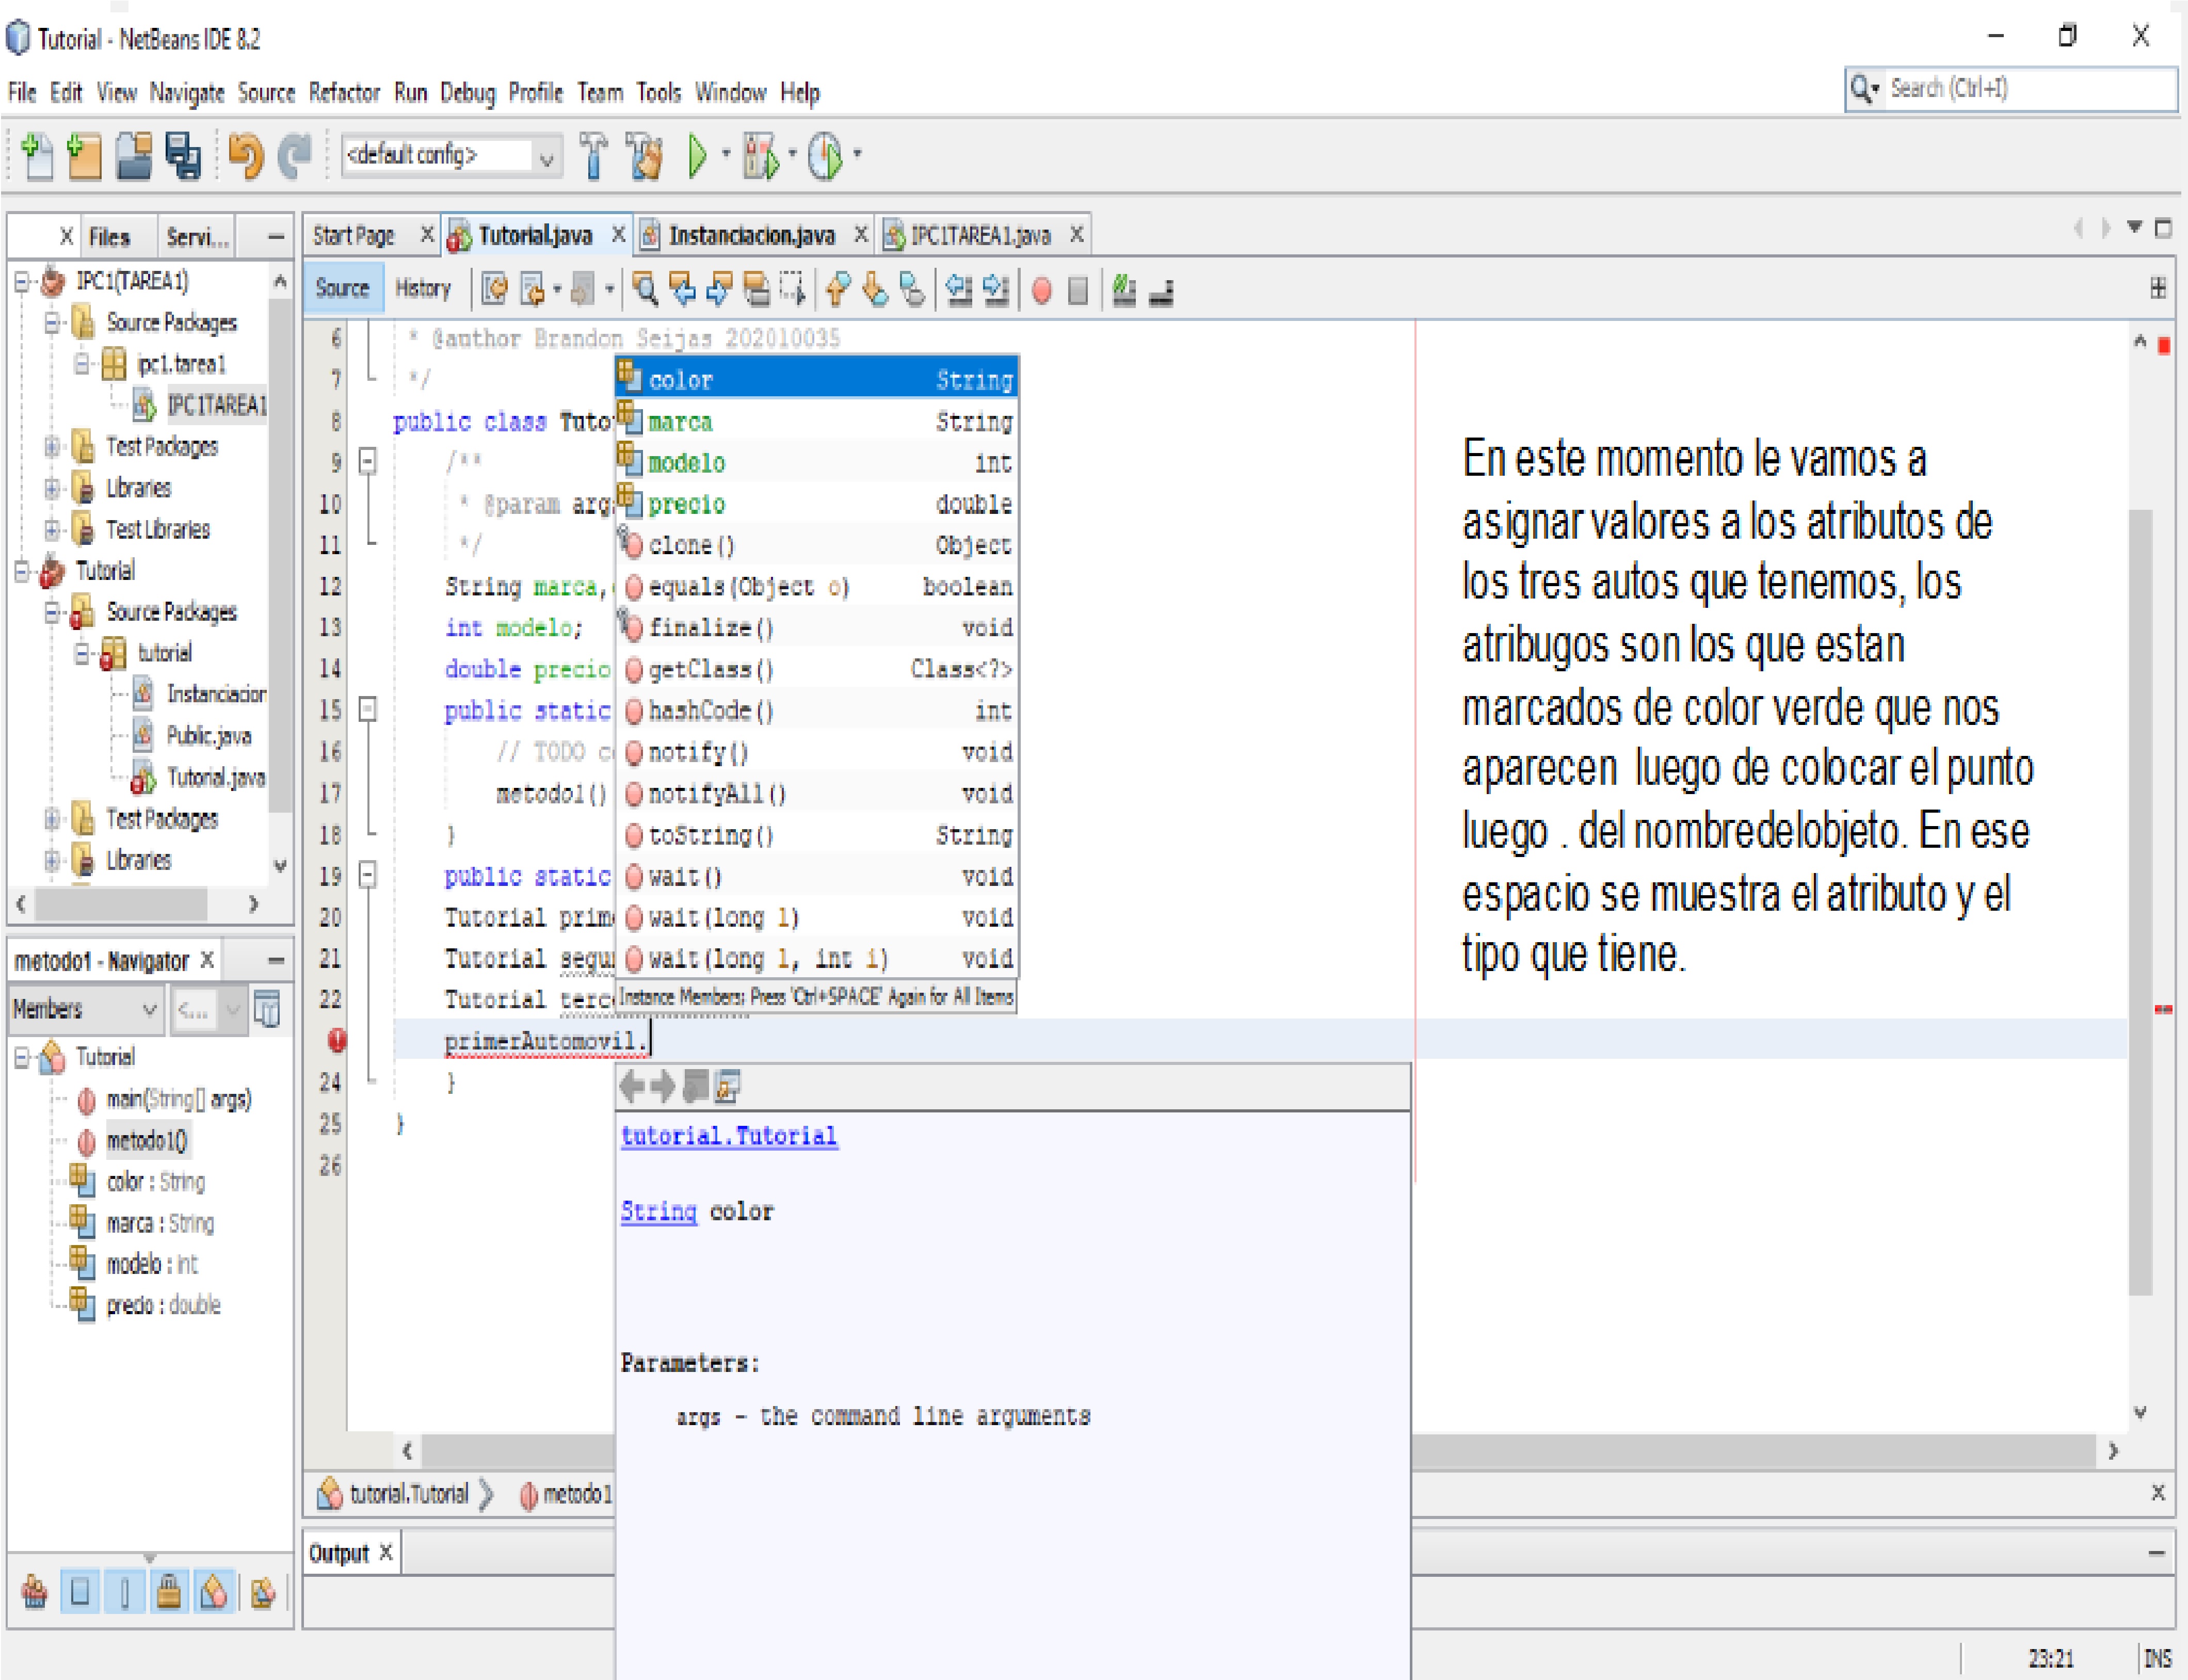 Tutorial - NetBeans IDE 8.2
File Edit View Navigate Source Refactor Run Debug Profile Team Tools Window Help
Search (Ctrl+I)
<default config>
Files Servi...
Start Page Tutorial.java Instanciacion.java IPC1TAREA1.java
Source History
IPC1(TAREA1)
Source Packages
ipc1.tarea1
IPC1TAREA1
Test Packages
Libraries
Test Libraries
Tutorial
Source Packages
tutorial
Instanciacion
Public.java
Tutorial.java
Test Packages
Libraries
metodo1 - Navigator
Members <...
Tutorial
main(String[] args)
metodo1()
color : String
marca : String
modelo : int
precio : double
6 * @author Brandon Seijas 202010035
7 */
8 public class Tuto
9 /**
10 * @param arg
11 */
12 String marca,
13 int modelo;
14 double precio
15 public static
16 // TODO co
17 metodo1()
18 }
19 public static
20 Tutorial prim
21 Tutorial segu
22 Tutorial terc
primerAutomovil.
24 }
25 }
26
color String
marca String
modelo int
precio double
clone() Object
equals(Object o) boolean
finalize() void
getClass() Class<?>
hashCode() int
notify() void
notifyAll() void
toString() String
wait() void
wait(long l) void
wait(long l, int i) void
Instance Members; Press 'Ctrl+SPACE' Again for All Items
tutorial.Tutorial
String color
Parameters:
args - the command line arguments
En este momento le vamos a
asignar valores a los atributos de
los tres autos que tenemos, los
atribugos son los que estan
marcados de color verde que nos
aparecen luego de colocar el punto
luego . del nombredelobjeto. En ese
espacio se muestra el atributo y el
tipo que tiene.
tutorial.Tutorial metodo1
Output
23:21 INS